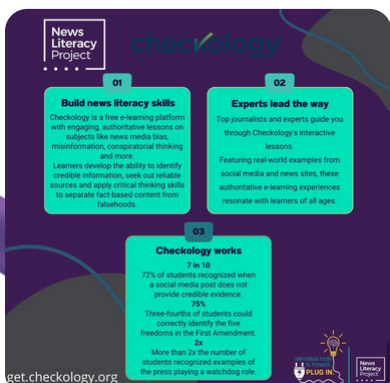 News
Literacy
Project
checkology
01
Build news literacy skills
Checkology is a free e-learning platform
with engaging, authoritative lessons on
subjects like news media bias,
misinformation, conspiratorial thinking
and more.
Learners develop the ability to identify
credible information, seek out reliable
sources and apply critical thinking skills
to separate fact-based content from
falsehoods.
02
Experts lead the way
Top journalists and experts guide you
through Checkology's interactive
lessons.
Featuring real-world examples from
social media and news sites, these
authoritative e-learning experiences
resonate with learners of all ages.
03
Checkology works
7 in 10
72% of students recognized when
a social media post does not
provide credible evidence.
75%
Three-fourths of students could
correctly identify the five
freedoms in the First Amendment.
2x
More than 2x the number of
students recognized examples of
the press playing a watchdog role.
get.checkology.org
INFORMATION
IS POWER
PLUG IN.
News
Literacy
Project